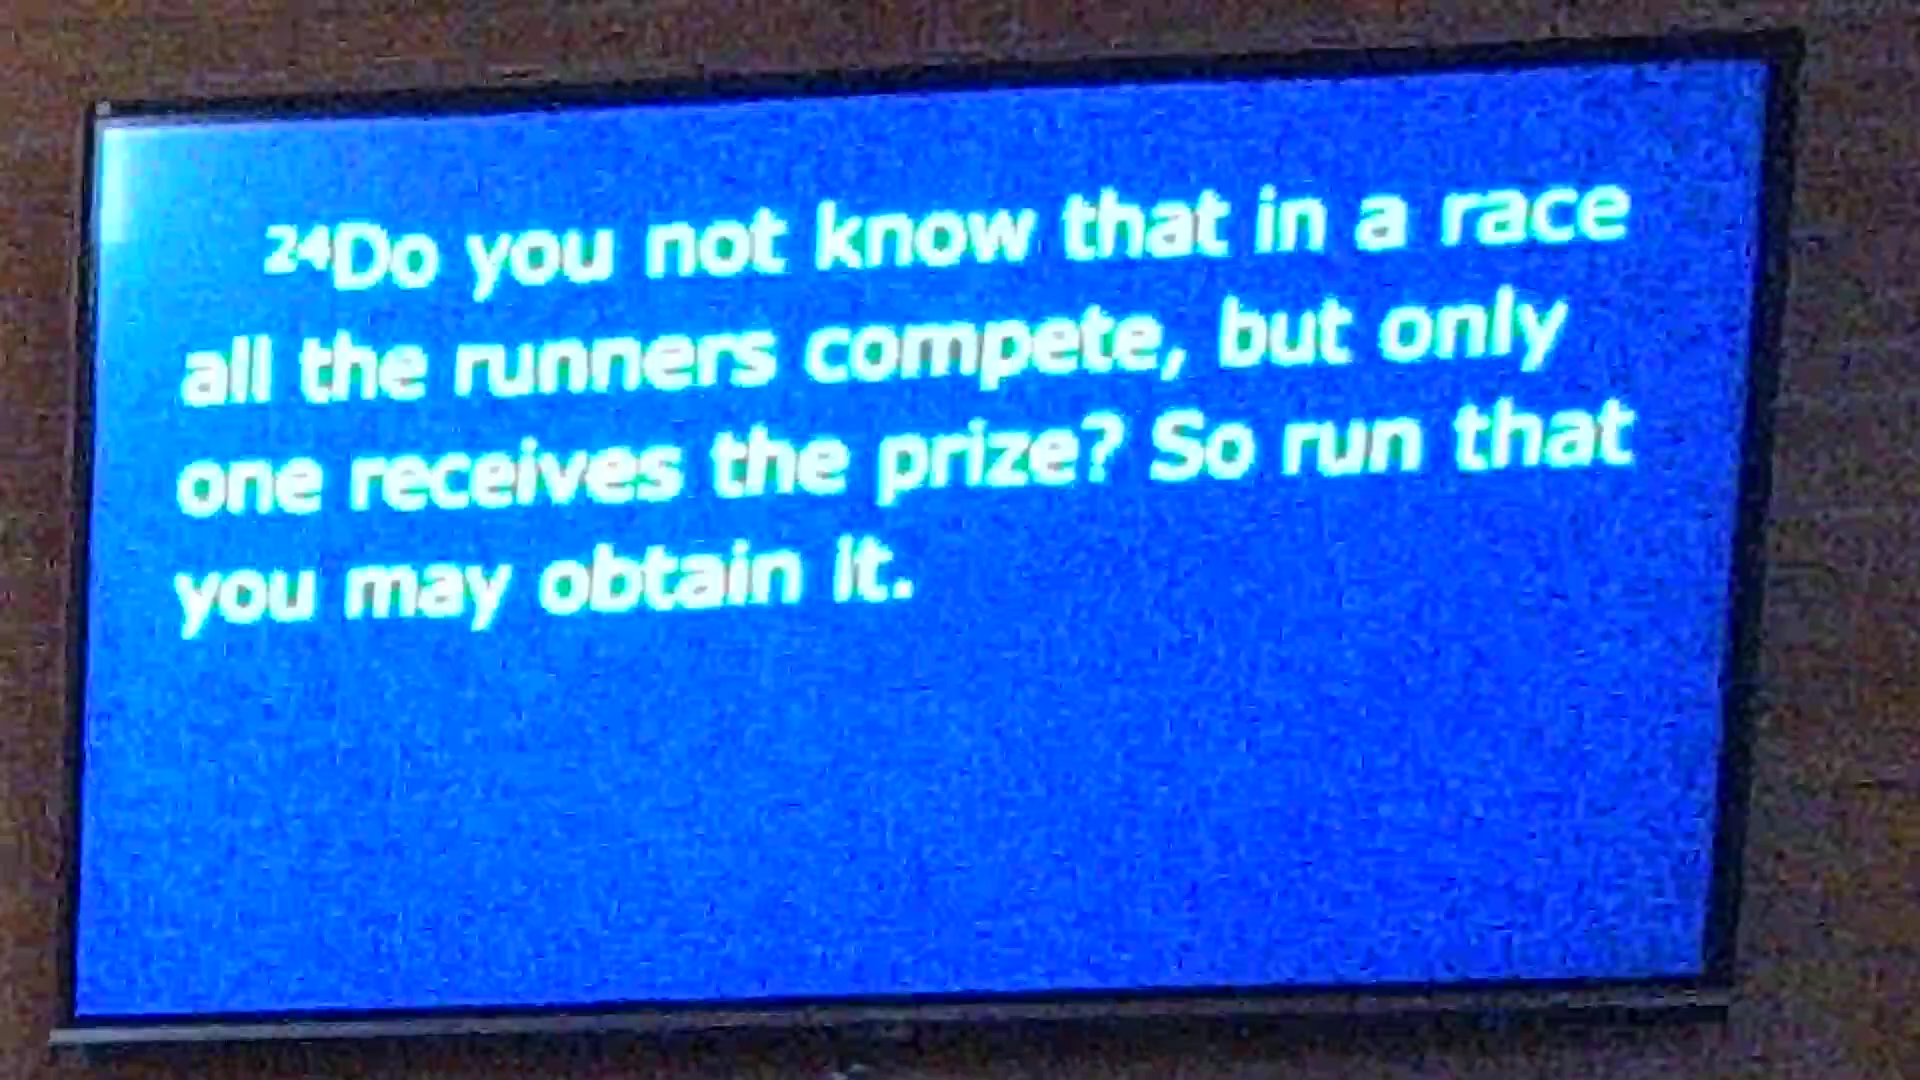 ²⁴Do you not know that in a race
all the runners compete, but only
one receives the prize? So run that
you may obtain it.